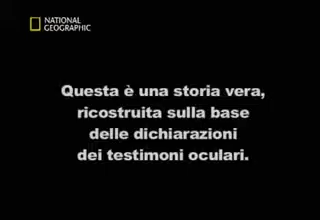 NATIONAL
GEOGRAPHIC
Questa è una storia vera,
ricostruita sulla base
delle dichiarazioni
dei testimoni oculari.